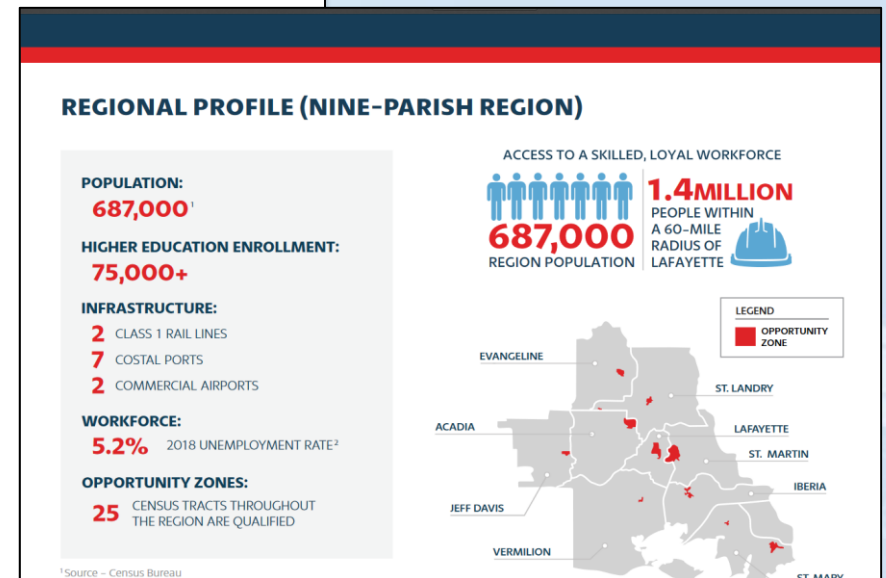 REGIONAL PROFILE (NINE-PARISH REGION)
POPULATION:
687,000¹
HIGHER EDUCATION ENROLLMENT:
75,000+
INFRASTRUCTURE:
2 CLASS 1 RAIL LINES
7 COSTAL PORTS
2 COMMERCIAL AIRPORTS
WORKFORCE:
5.2% 2018 UNEMPLOYMENT RATE²
OPPORTUNITY ZONES:
25 CENSUS TRACTS THROUGHOUT
THE REGION ARE QUALIFIED
¹Source – Census Bureau
ACCESS TO A SKILLED, LOYAL WORKFORCE
687,000
REGION POPULATION
1.4MILLION
PEOPLE WITHIN
A 60-MILE
RADIUS OF
LAFAYETTE
LEGEND
OPPORTUNITY
ZONE
EVANGELINE
ST. LANDRY
ACADIA
LAFAYETTE
ST. MARTIN
IBERIA
JEFF DAVIS
VERMILION
ST. MARY